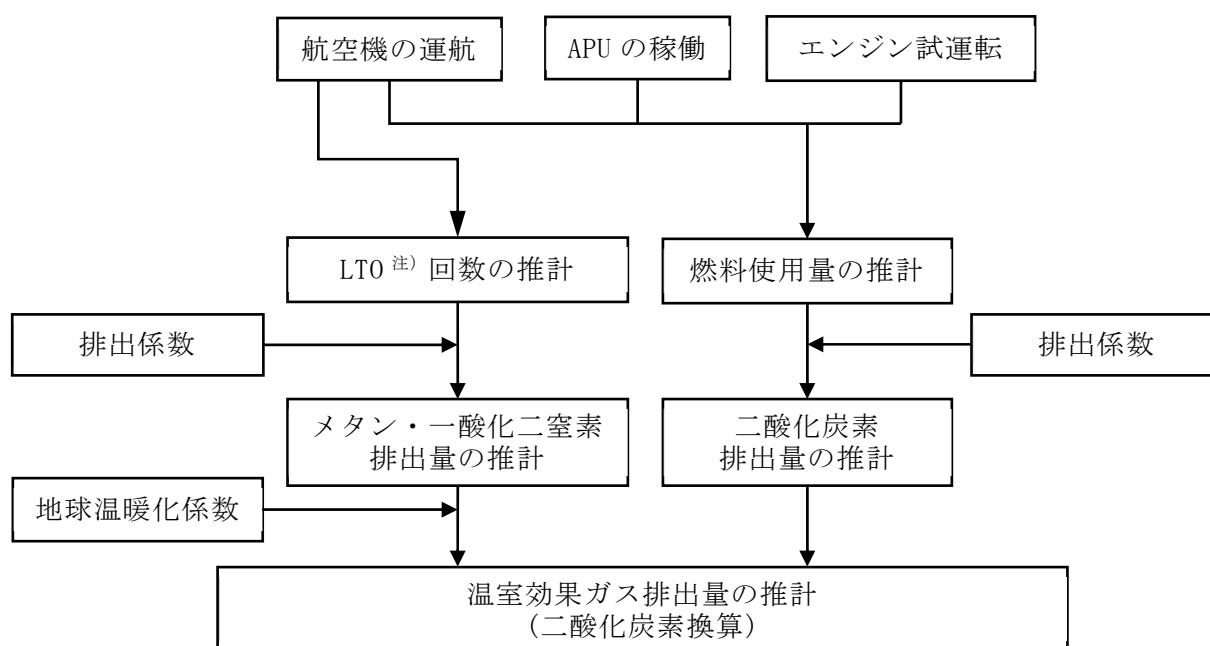 航空機の運航
APU の稼働
エンジン試運転
LTO 注) 回数の推計
燃料使用量の推計
排出係数
排出係数
メタン・一酸化二窒素
排出量の推計
二酸化炭素
排出量の推計
地球温暖化係数
温室効果ガス排出量の推計
(二酸化炭素換算)